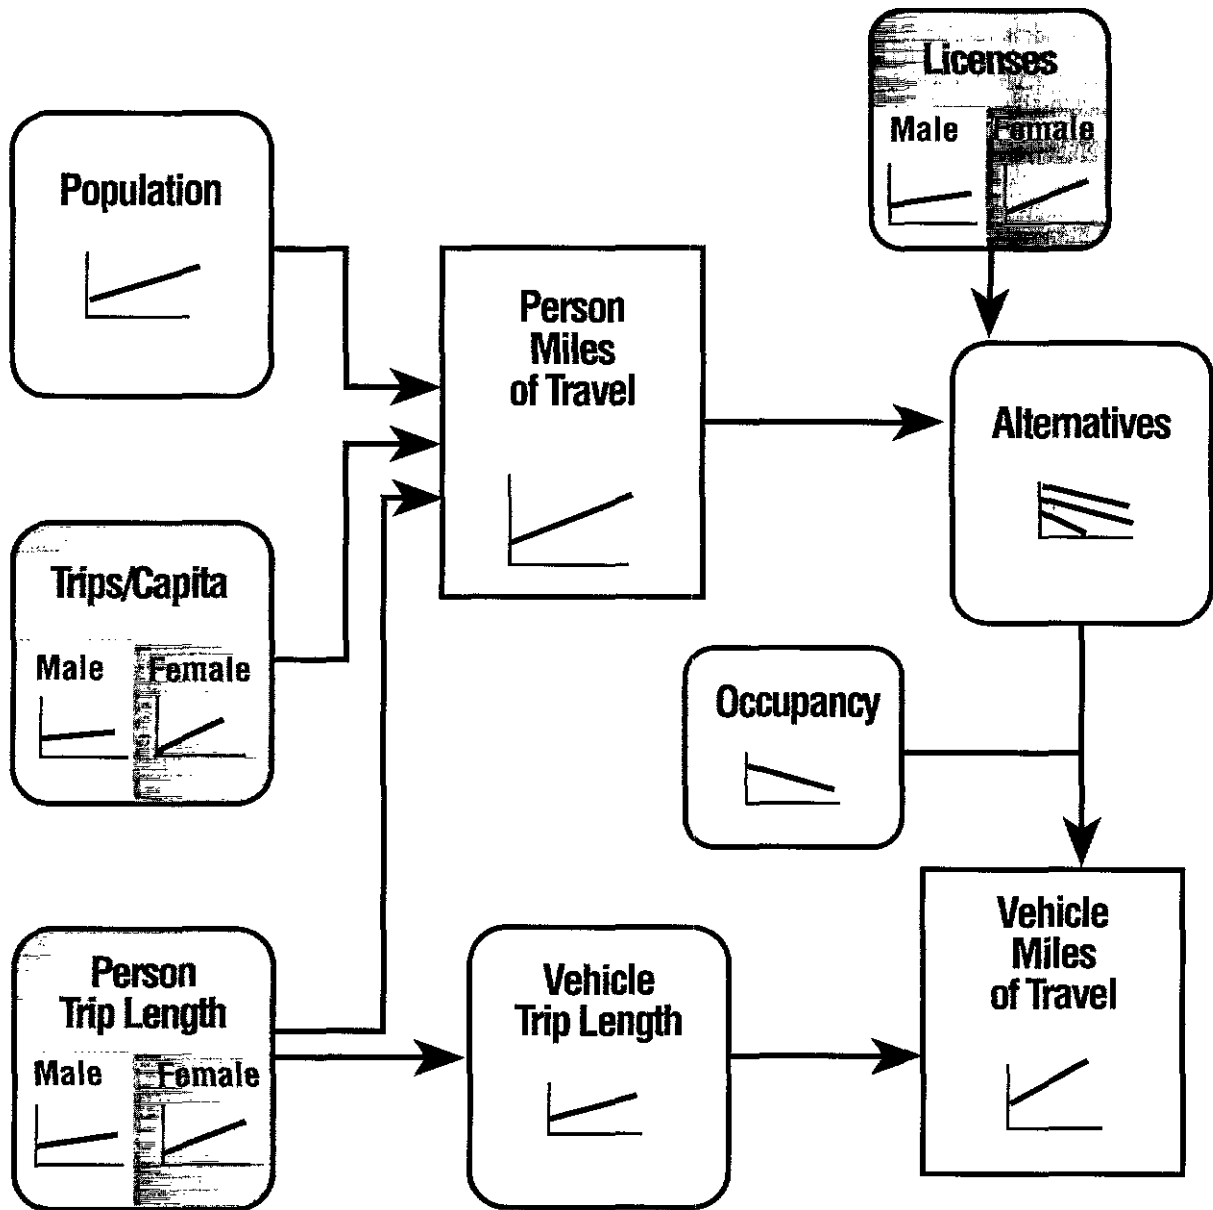 Licenses
Male
Female
Population
Person
Miles
of Travel
Alternatives
Trips/Capita
Male
Female
Occupancy
Person
Trip Length
Male
Female
Vehicle
Trip Length
Vehicle
Miles
of Travel